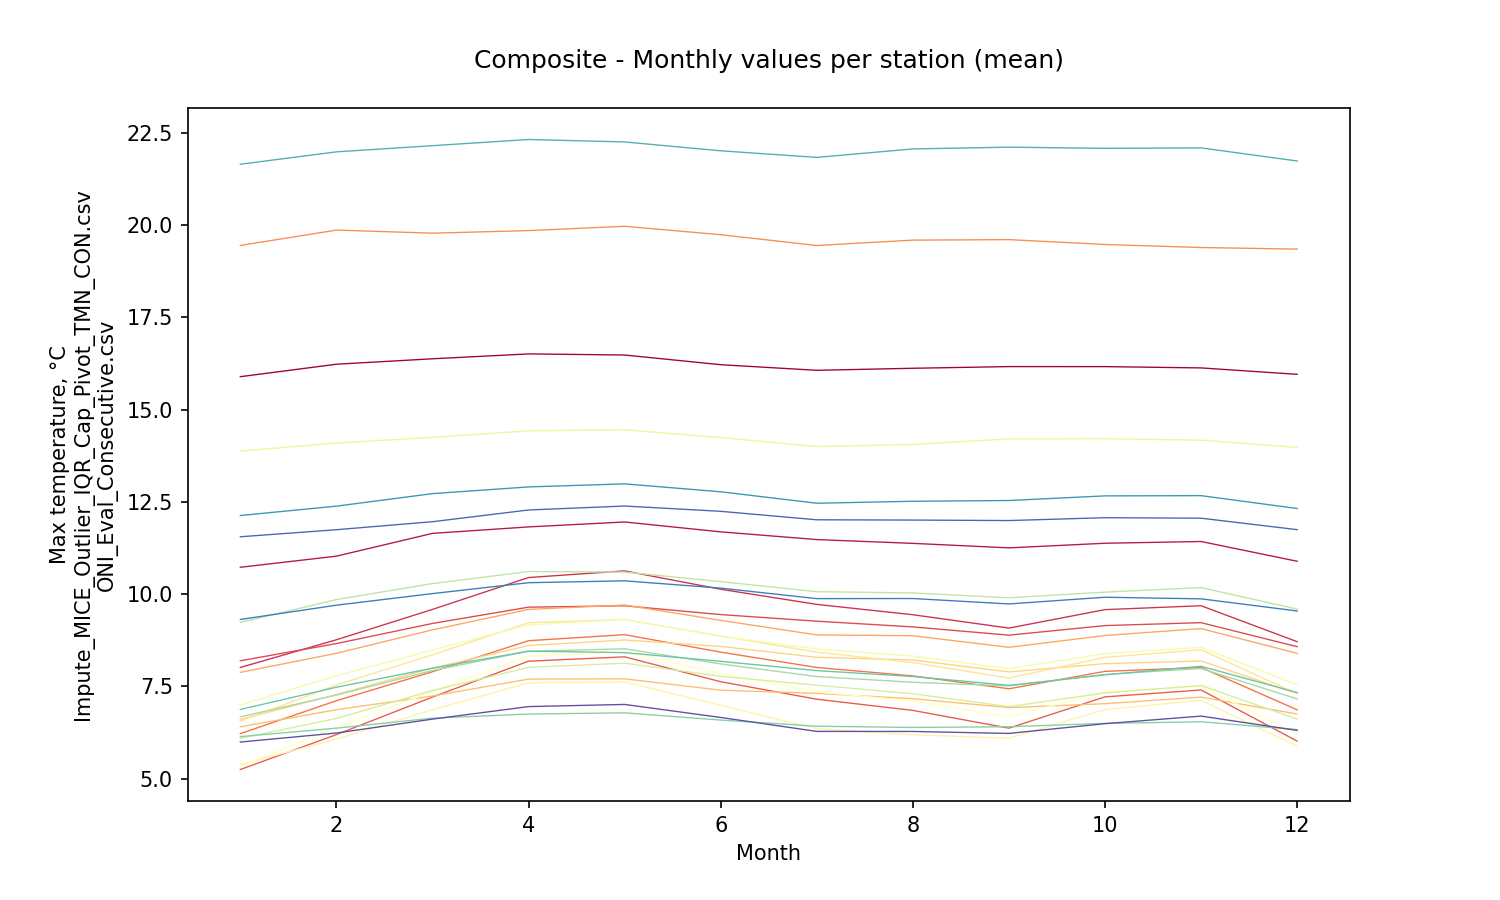 Composite - Monthly values per station (mean)
Max temperature, °C
Impute_MICE_Outlier_IQR_Cap_Pivot_TMN_CON.csv
ONI_Eval_Consecutive.csv
22.5
20.0
17.5
15.0
12.5
10.0
7.5
5.0
2 4 6 8 10 12
Month